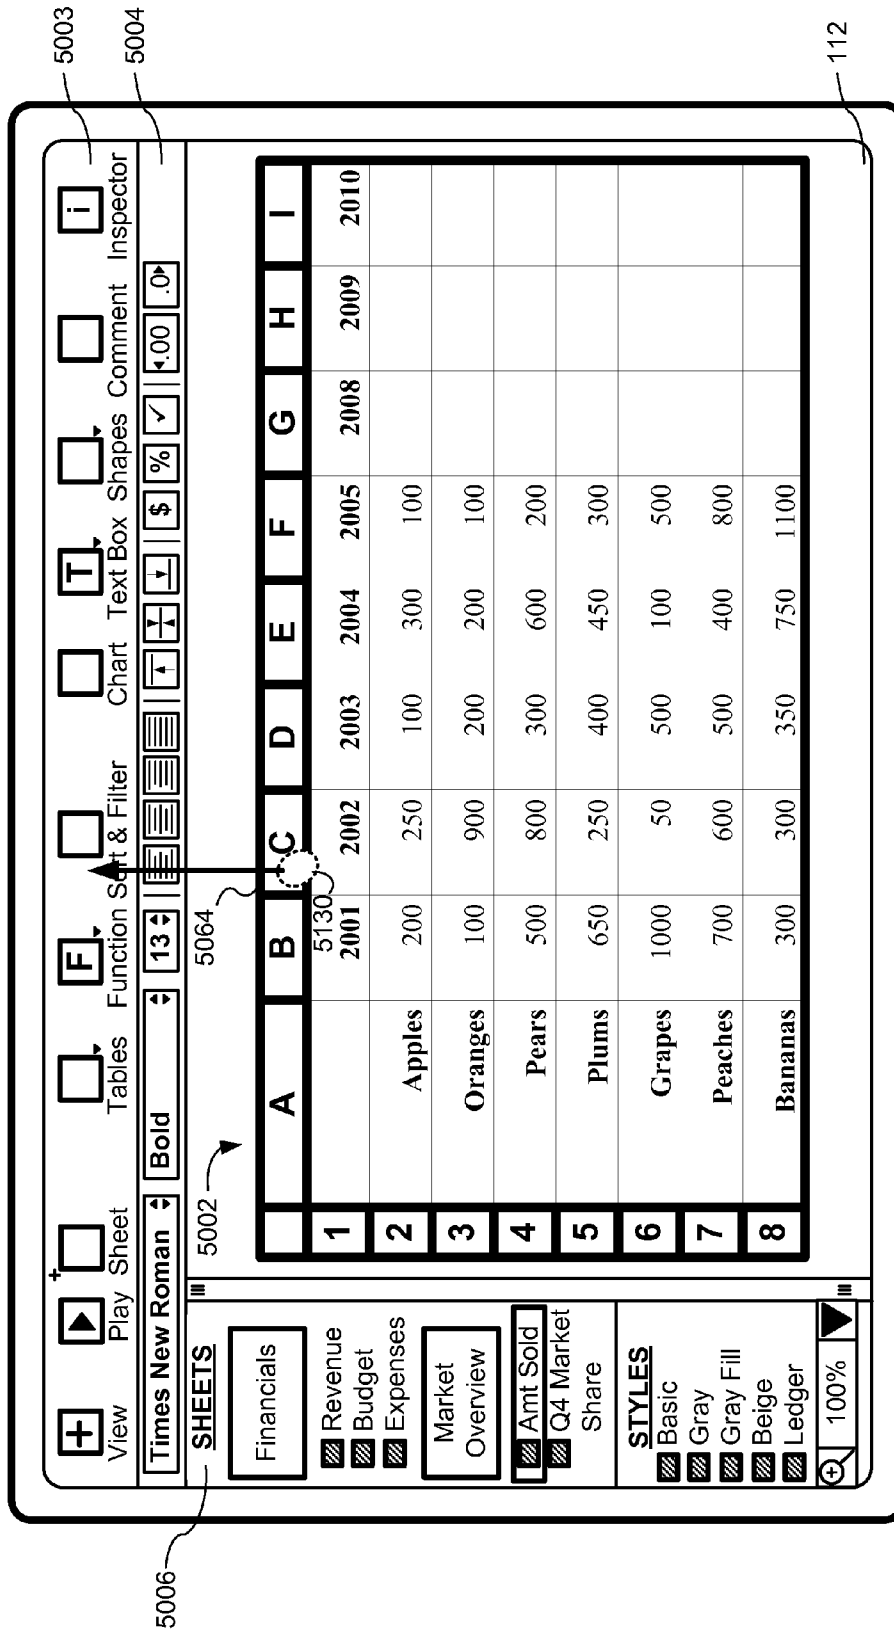 5003
5004
112
View Play Sheet Tables Function Sort & Filter Chart Text Box Shapes Comment Inspector
+ + F T i
Times New Roman Bold 13 $ % ✓ .00 .0
5006
SHEETS
Financials
Revenue
Budget
Expenses
Market
Overview
Amt Sold
Q4 Market
Share
STYLES
Basic
Gray
Gray Fill
Beige
Ledger
100%
5002
5064
5130
A B C D E F G H I
1 2001 2002 2003 2004 2005 2008 2009 2010
2 Apples 200 250 100 300 100
3 Oranges 100 900 200 200 100
4 Pears 500 800 300 600 200
5 Plums 650 250 400 450 300
6 Grapes 1000 50 500 100 500
7 Peaches 700 600 500 400 800
8 Bananas 300 300 350 750 1100